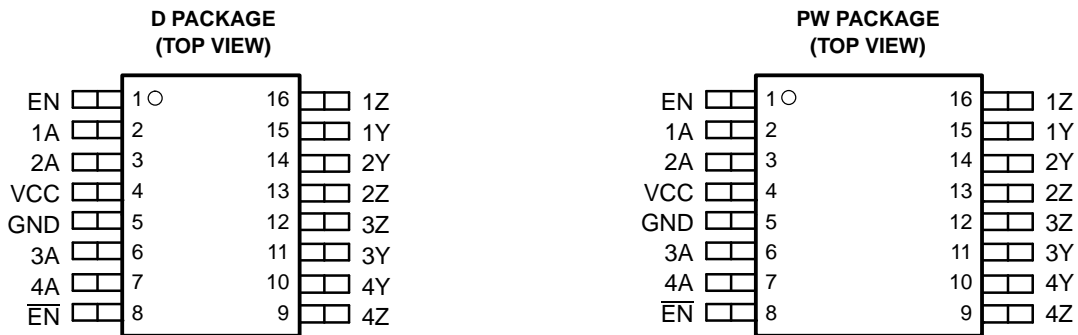 D PACKAGE
(TOP VIEW)
EN 1 16 1Z
1A 2 15 1Y
2A 3 14 2Y
VCC 4 13 2Z
GND 5 12 3Z
3A 6 11 3Y
4A 7 10 4Y
E̅N̅ 8 9 4Z
PW PACKAGE
(TOP VIEW)
EN 1 16 1Z
1A 2 15 1Y
2A 3 14 2Y
VCC 4 13 2Z
GND 5 12 3Z
3A 6 11 3Y
4A 7 10 4Y
E̅N̅ 8 9 4Z